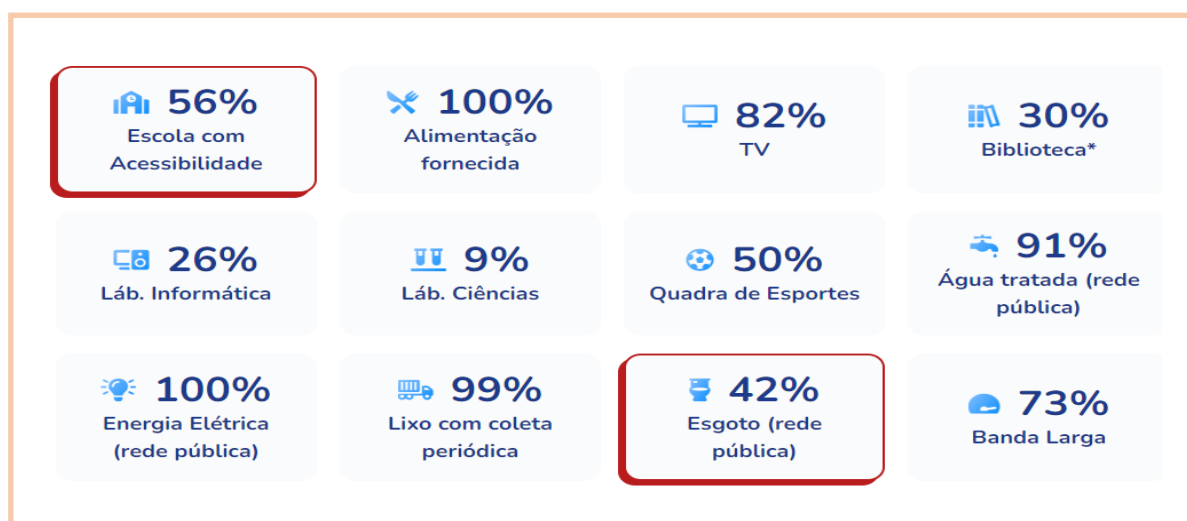 56%
Escola com
Acessibilidade
100%
Alimentação
fornecida
82%
TV
30%
Biblioteca*
26%
Láb. Informática
9%
Láb. Ciências
50%
Quadra de Esportes
91%
Água tratada (rede
pública)
100%
Energia Elétrica
(rede pública)
99%
Lixo com coleta
periódica
42%
Esgoto (rede
pública)
73%
Banda Larga